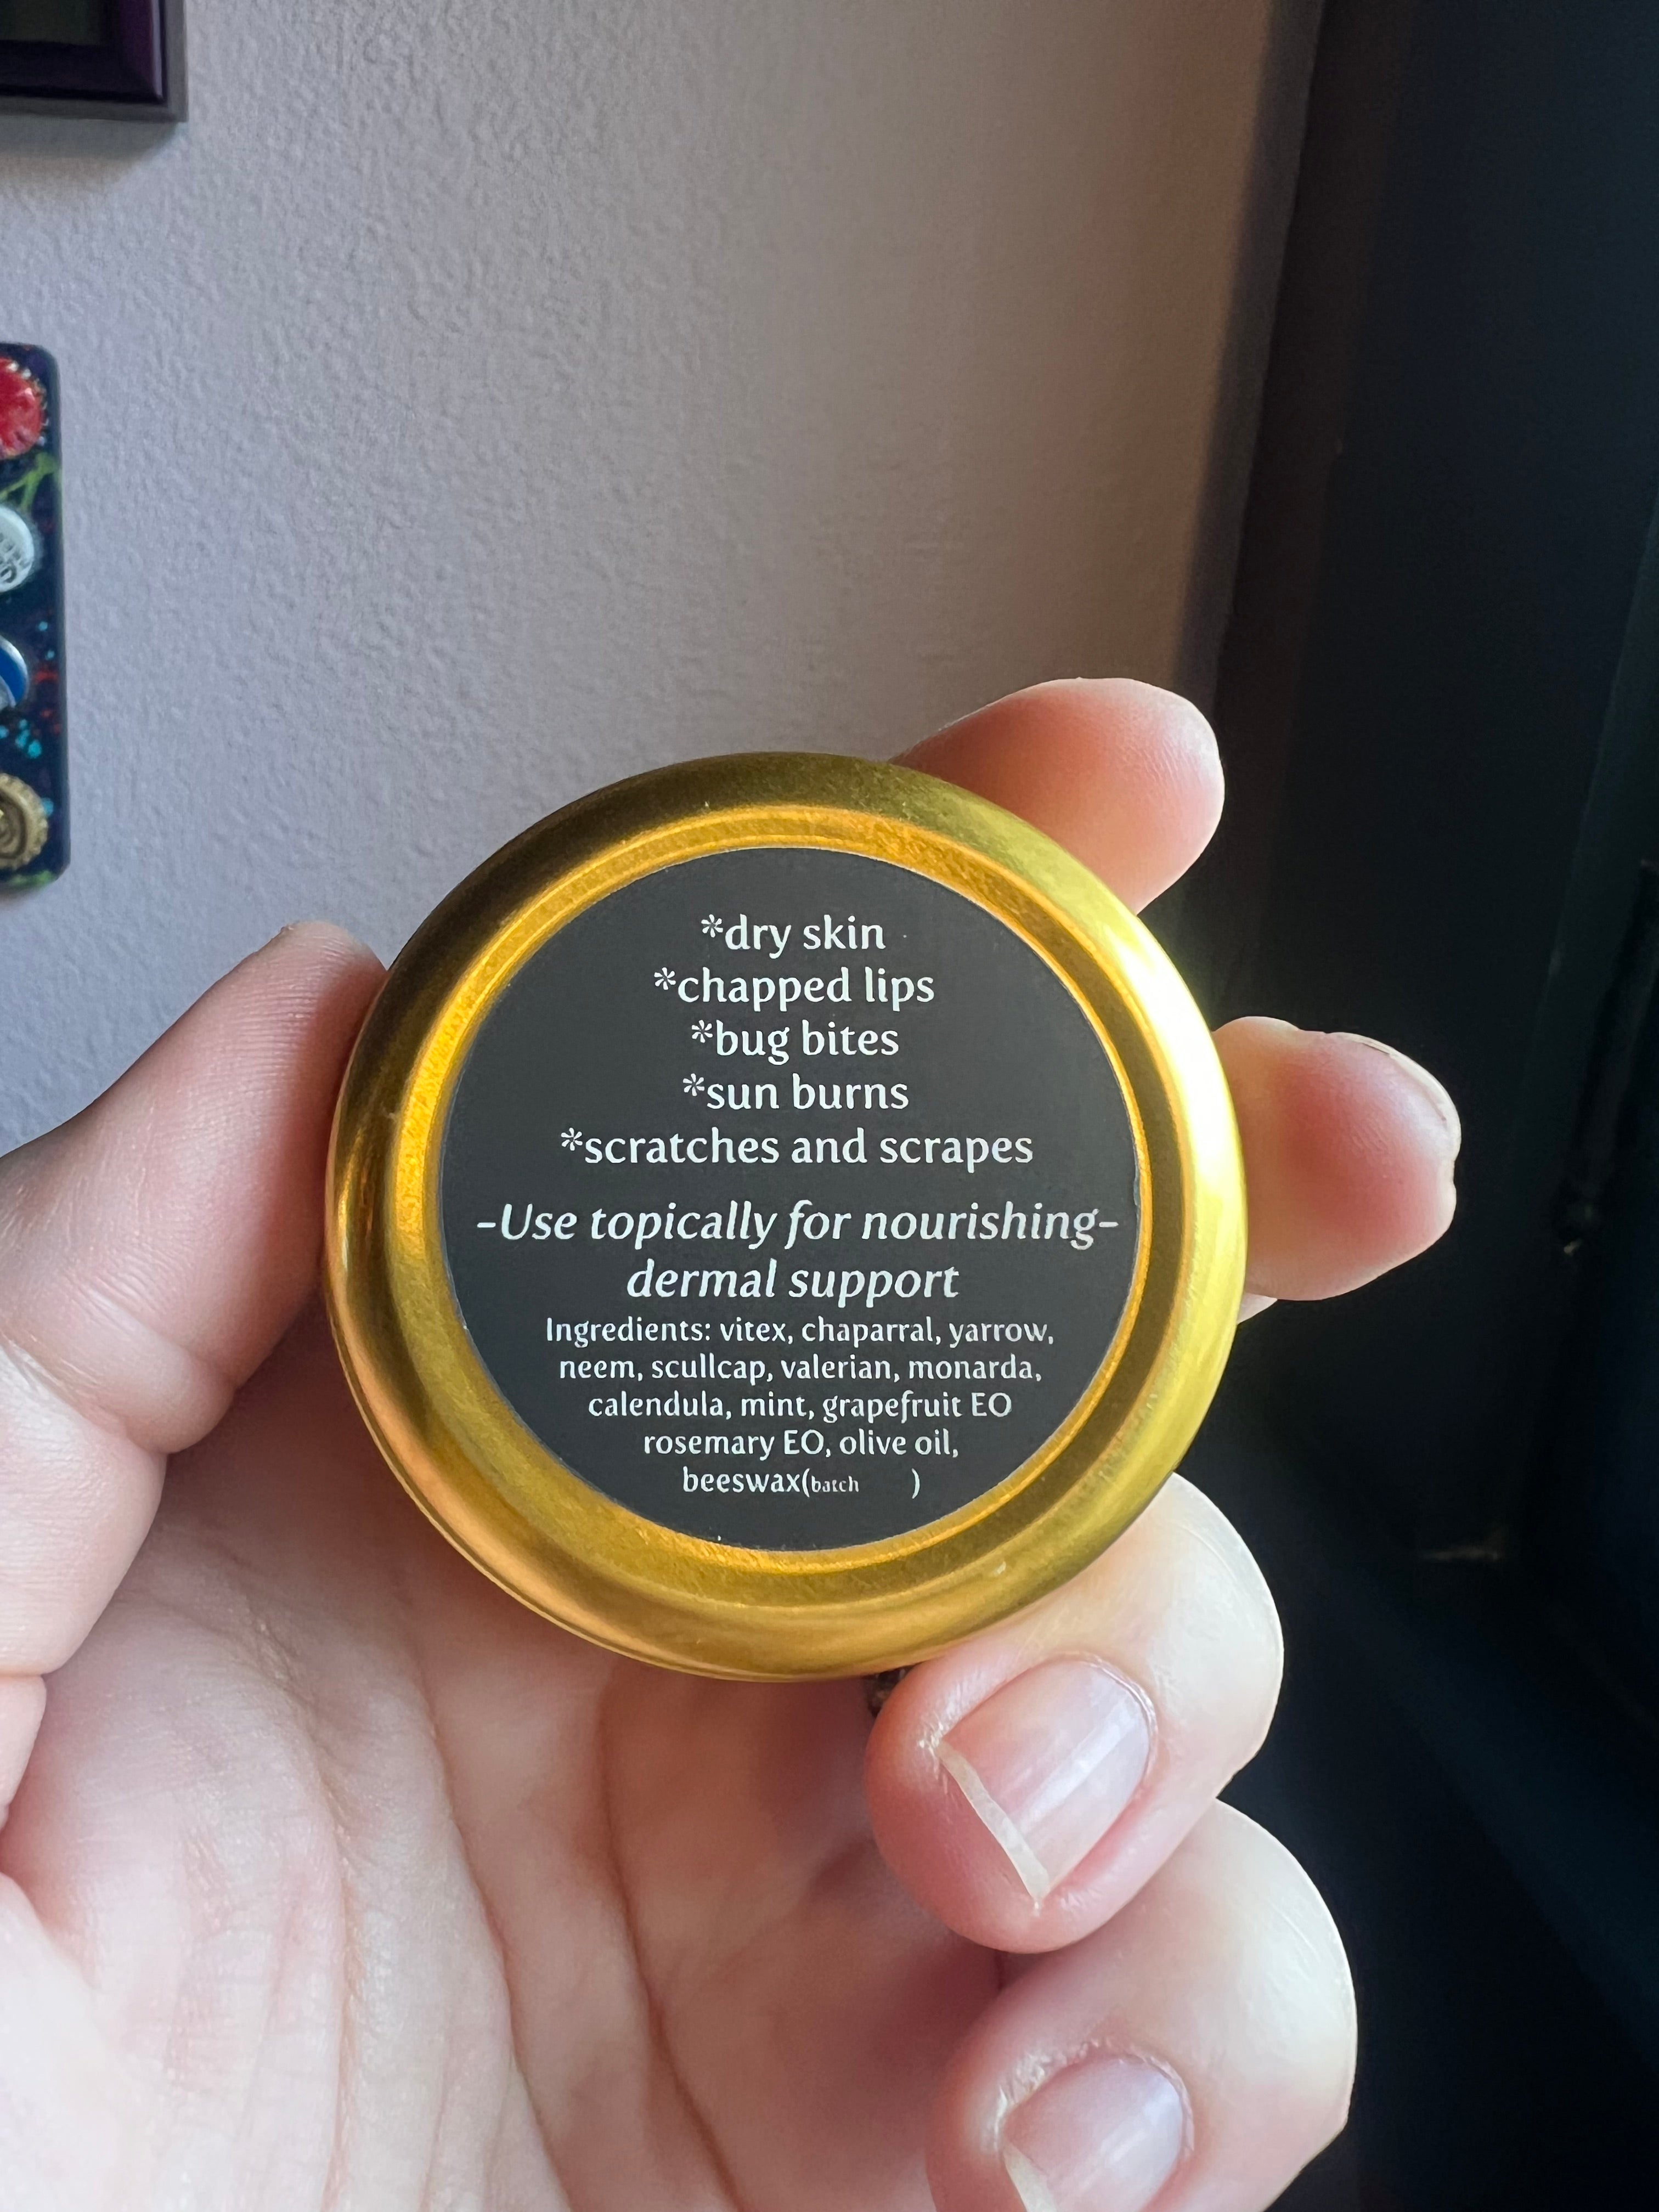 *dry skin
*chapped lips
*bug bites
*sun burns
*scratches and scrapes
-Use topically for nourishing-
dermal support
Ingredients: vitex, chaparral, yarrow,
neem, scullcap, valerian, monarda,
calendula, mint, grapefruit EO
rosemary EO, olive oil,
beeswax(batch )